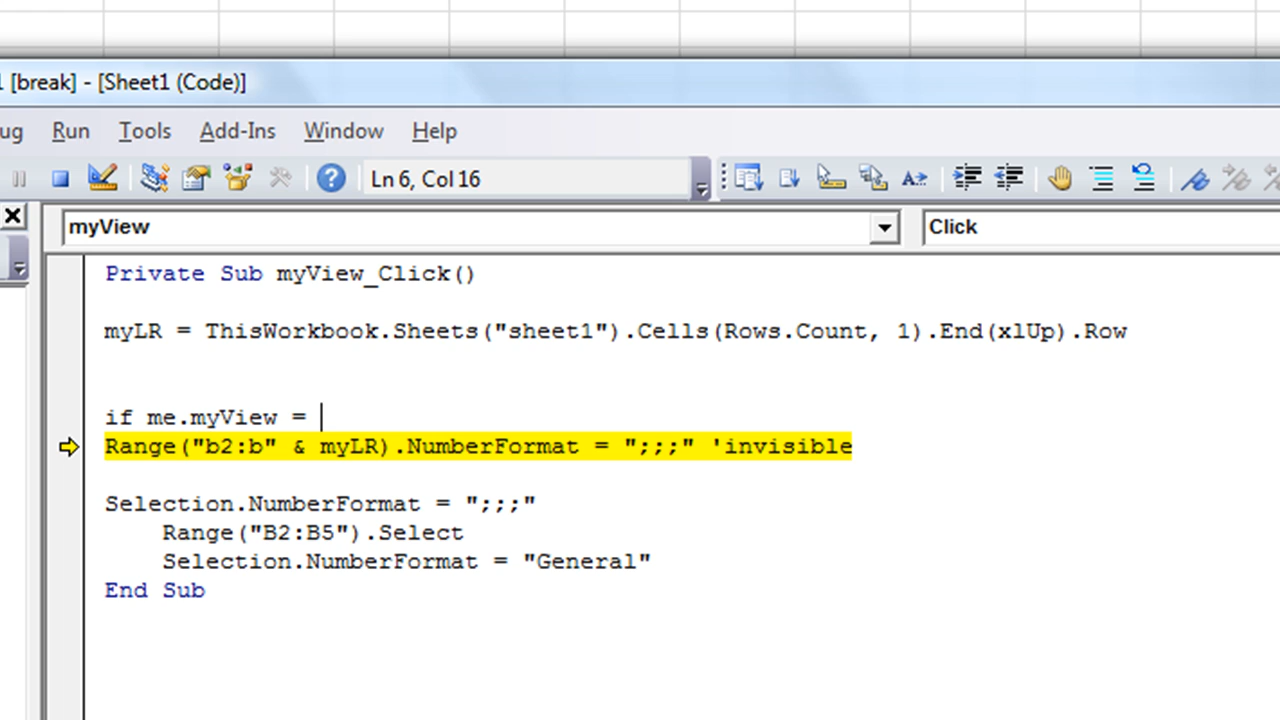 [break] - [Sheet1 (Code)]
ug Run Tools Add-Ins Window Help
Ln 6, Col 16
myView Click
Private Sub myView_Click()
myLR = ThisWorkbook.Sheets("sheet1").Cells(Rows.Count, 1).End(xlUp).Row
if me.myView =
Range("b2:b" & myLR).NumberFormat = ";;;" 'invisible
Selection.NumberFormat = ";;;"
Range("B2:B5").Select
Selection.NumberFormat = "General"
End Sub